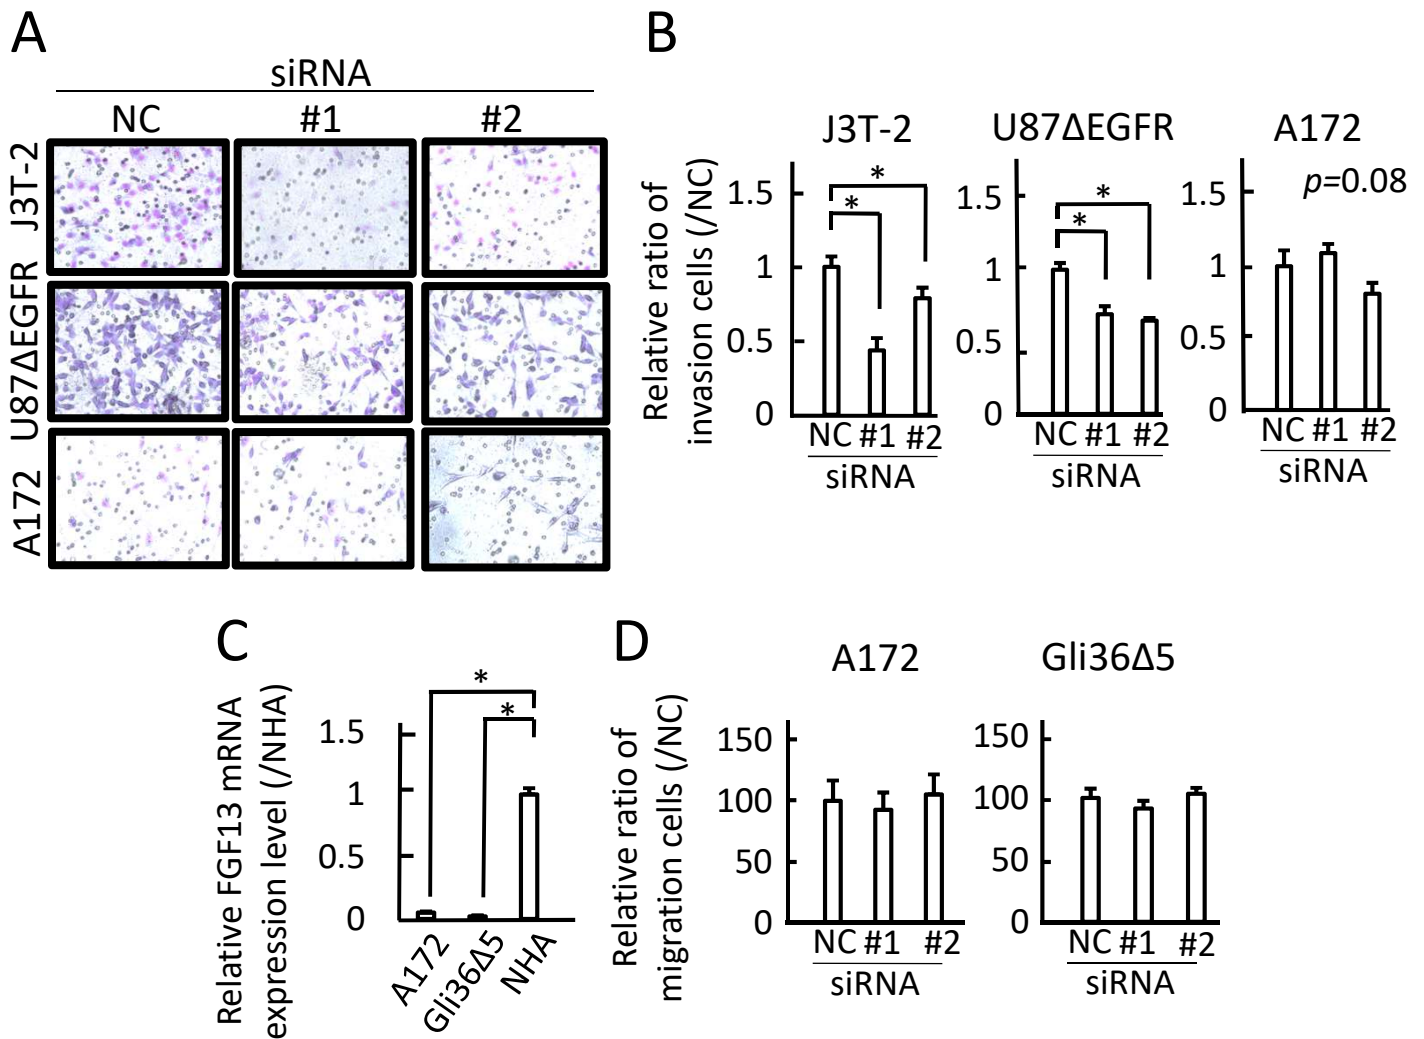 A
siRNA
NC #1 #2
J3T-2
U87ΔEGFR
A172
B
Relative ratio of
invasion cells (/NC)
J3T-2
1.5
1
0.5
0
*
*
NC #1 #2
siRNA
U87ΔEGFR
1.5
1
0.5
0
*
*
NC #1 #2
siRNA
A172
p=0.08
1.5
1
0.5
0
NC #1 #2
siRNA
C
Relative FGF13 mRNA
expression level (/NHA)
1.5
1
0.5
0
*
*
A172
Gli36Δ5
NHA
D
Relative ratio of
migration cells (/NC)
A172
150
100
50
0
NC #1 #2
siRNA
Gli36Δ5
150
100
50
0
NC #1 #2
siRNA